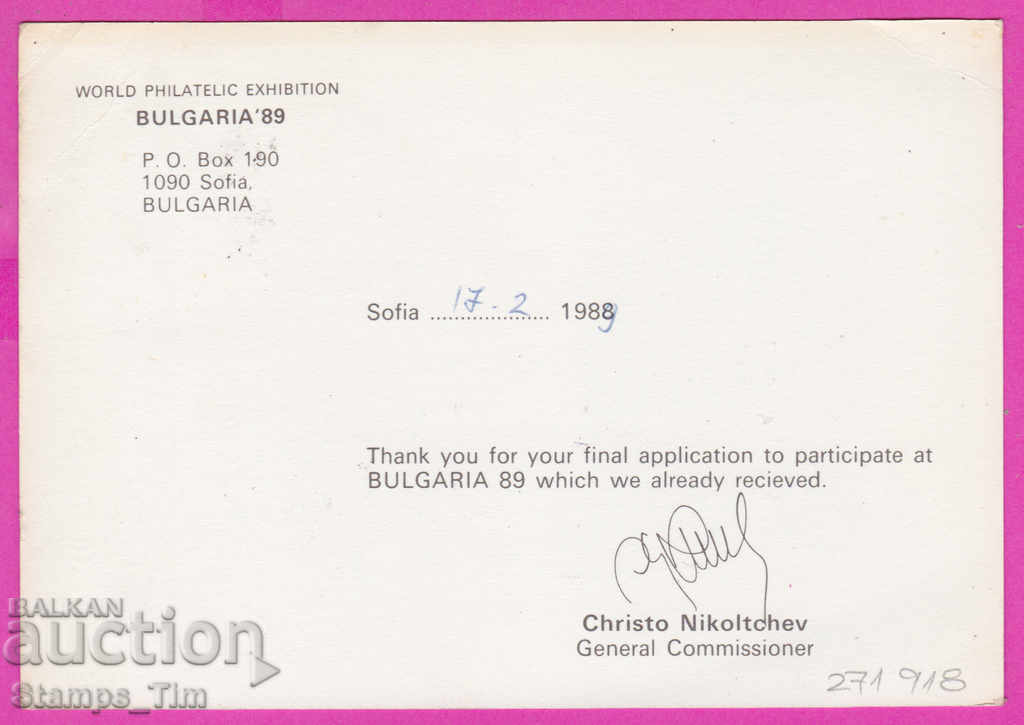 WORLD PHILATELIC EXHIBITION
BULGARIA'89
P. O. Box 190
1090 Sofia,
BULGARIA
Sofia ..17.-.2.... 19889
Thank you for your final application to participate at
BULGARIA 89 which we already recieved.
Christo Nikoltchev
General Commissioner
271 918
BALKAN
auction
Stamps_Tim